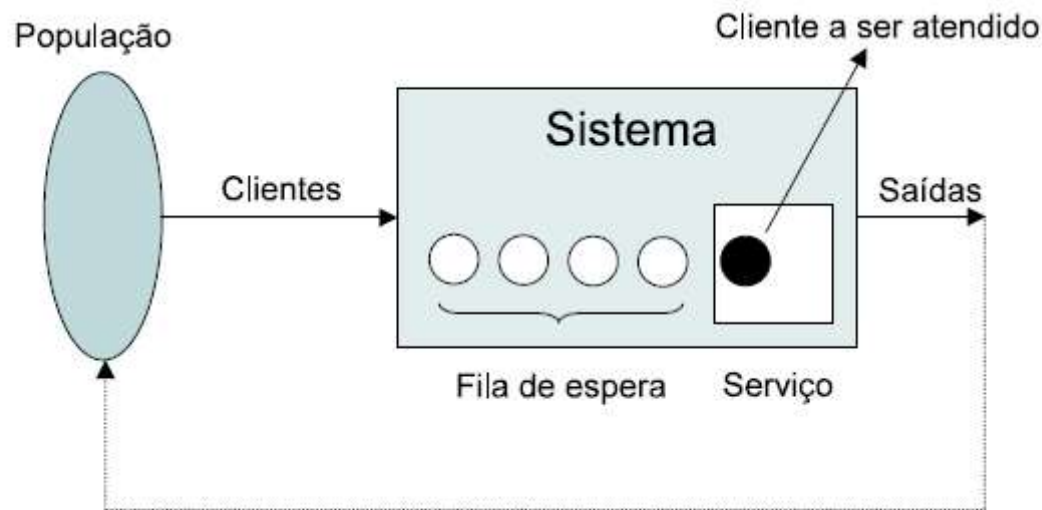 População
Cliente a ser atendido
Sistema
Clientes
Saídas
Fila de espera
Serviço